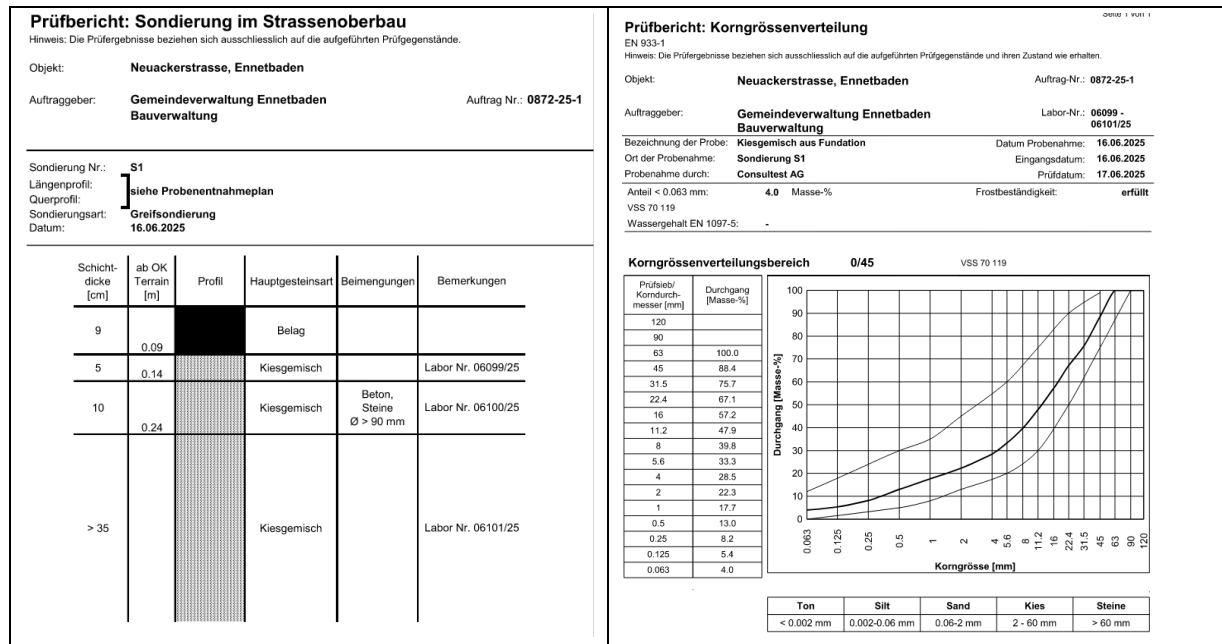 Prüfbericht: Sondierung im Strassenoberbau
Hinweis: Die Prüfergebnisse beziehen sich ausschliesslich auf die aufgeführten Prüfgegenstände.
Objekt: Neuackerstrasse, Ennetbaden
Auftraggeber: Gemeindeverwaltung Ennetbaden Auftrag Nr.: 0872-25-1
Bauverwaltung
Sondierung Nr.: S1
Längenprofil:
siehe Probenentnahmeplan
Querprofil:
Sondierungsart: Greifsondierung
Datum: 16.06.2025
Schicht- ab OK Profil Hauptgesteinsart Beimengungen Bemerkungen
dicke Terrain
[cm] [m]
9 Belag
0.09
5 0.14 Kiesgemisch Labor Nr. 06099/25
10 Kiesgemisch Beton, Labor Nr. 06100/25
Steine
0.24 Ø > 90 mm
> 35 Kiesgemisch Labor Nr. 06101/25
Seite 1 von 1
Prüfbericht: Korngrössenverteilung
EN 933-1
Hinweis: Die Prüfergebnisse beziehen sich ausschliesslich auf die aufgeführten Prüfgegenstände und ihren Zustand wie erhalten.
Objekt: Neuackerstrasse, Ennetbaden Auftrag-Nr.: 0872-25-1
Auftraggeber: Gemeindeverwaltung Ennetbaden Labor-Nr.: 06099 -
Bauverwaltung 06101/25
Bezeichnung der Probe: Kiesgemisch aus Fundation Datum Probenahme: 16.06.2025
Ort der Probenahme: Sondierung S1 Eingangsdatum: 16.06.2025
Probenahme durch: Consultest AG Prüfdatum: 17.06.2025
Anteil < 0.063 mm: 4.0 Masse-% Frostbeständigkeit: erfüllt
VSS 70 119
Wassergehalt EN 1097-5: -
Korngrössenverteilungsbereich 0/45 VSS 70 119
Prüfsieb/ Durchgang
Korndurch- [Masse-%]
messer [mm]
120
90
63 100.0
45 88.4
31.5 75.7
22.4 67.1
16 57.2
11.2 47.9
8 39.8
5.6 33.3
4 28.5
2 22.3
1 17.7
0.5 13.0
0.25 8.2
0.125 5.4
0.063 4.0
Durchgang [Masse-%]
100
90
80
70
60
50
40
30
20
10
0
0.063 0.125 0.25 0.5 1 2 4 5.6 8 11.2 16 22.4 31.5 45 63 90 120
Korngrösse [mm]
Ton Silt Sand Kies Steine
< 0.002 mm 0.002-0.06 mm 0.06-2 mm 2 - 60 mm > 60 mm